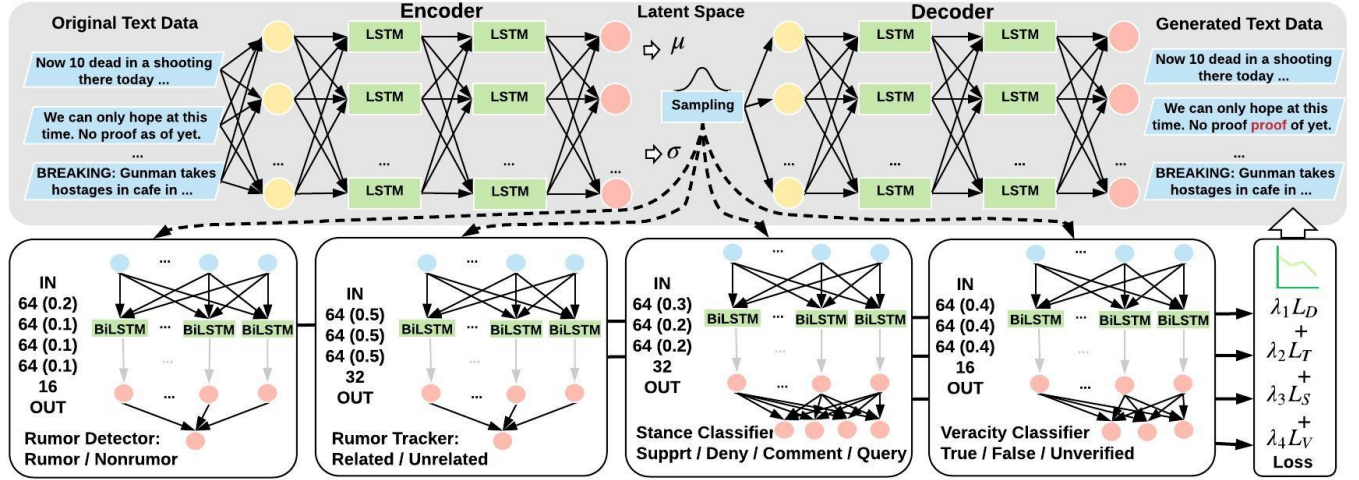 Original Text Data
Encoder
Latent Space
Decoder
Generated Text Data
Now 10 dead in a shooting
there today ...
We can only hope at this
time. No proof as of yet.
...
BREAKING: Gunman takes
hostages in cafe in ...
LSTM LSTM
LSTM LSTM
... ... ... ...
LSTM LSTM
μ
Sampling
σ
LSTM LSTM
LSTM LSTM
... ... ... ...
LSTM LSTM
Now 10 dead in a shooting
there today ...
We can only hope at this
time. No proof proof of yet.
...
BREAKING: Gunman takes
hostages in cafe in ...
IN
64 (0.2)
64 (0.1)
64 (0.1)
64 (0.1)
16
OUT
...
BiLSTM ... BiLSTM BiLSTM
...
...
Rumor Detector:
Rumor / Nonrumor
IN
64 (0.5)
64 (0.5)
64 (0.5)
32
OUT
...
BiLSTM ... BiLSTM BiLSTM
...
...
Rumor Tracker:
Related / Unrelated
IN
64 (0.3)
64 (0.2)
64 (0.2)
32
OUT
...
BiLSTM ... BiLSTM BiLSTM
...
...
Stance Classifier
Supprt / Deny / Comment / Query
IN
64 (0.4)
64 (0.4)
64 (0.4)
16
OUT
...
BiLSTM ... BiLSTM BiLSTM
...
...
Veracity Classifier
True / False / Unverified
λ1LD
+
λ2LT
+
λ3LS
+
λ4LV
Loss